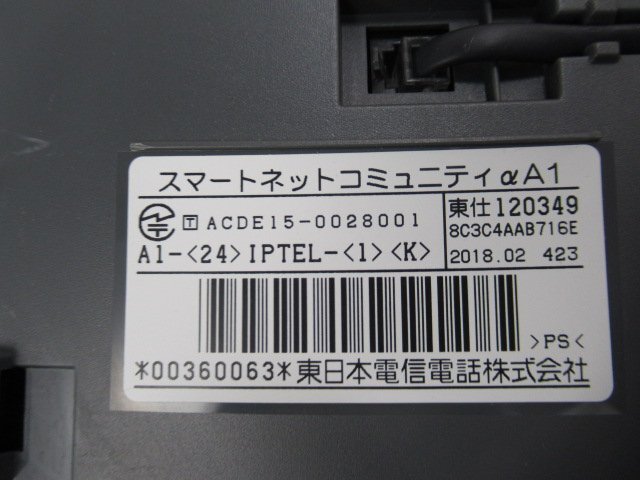 スマートネットコミュニティαA1
T ACDE15-0028001
東仕120349
8C3C4AAB716E
A1-<24>IPTEL-<1><K>
2018.02 423
>PS<
*00360063*東日本電信電話株式会社